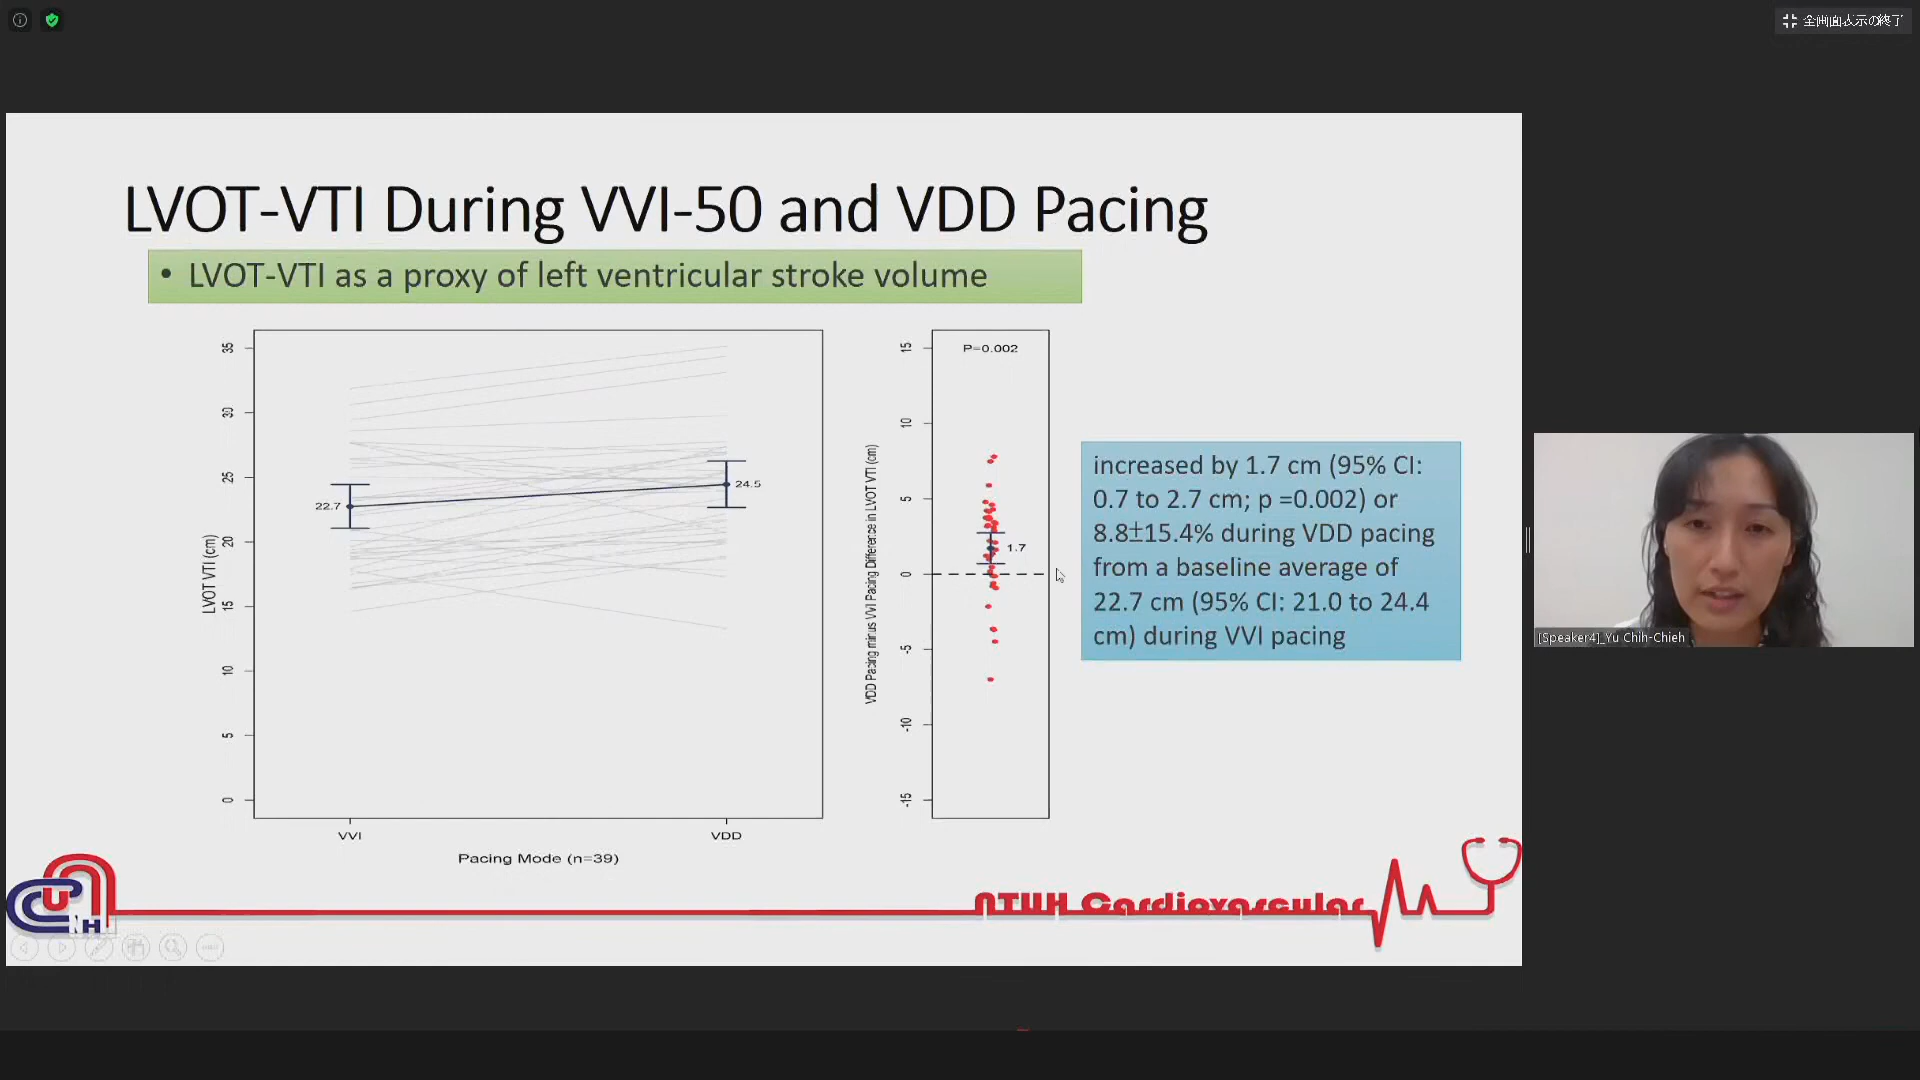 全画面表示の終了
LVOT-VTI During VVI-50 and VDD Pacing
• LVOT-VTI as a proxy of left ventricular stroke volume
LVOT VTI (cm)
35
30
25
20
15
10
5
0
22.7
24.5
VVI
VDD
Pacing Mode (n=39)
VDD Pacing minus VVI Pacing Difference in LVOT VTI (cm)
15
10
5
0
-5
-10
-15
P=0.002
1.7
increased by 1.7 cm (95% CI:
0.7 to 2.7 cm; p =0.002) or
8.8±15.4% during VDD pacing
from a baseline average of
22.7 cm (95% CI: 21.0 to 24.4
cm) during VVI pacing
[Speaker4]_Yu Chih-Chieh
NTUH Cardiovascular